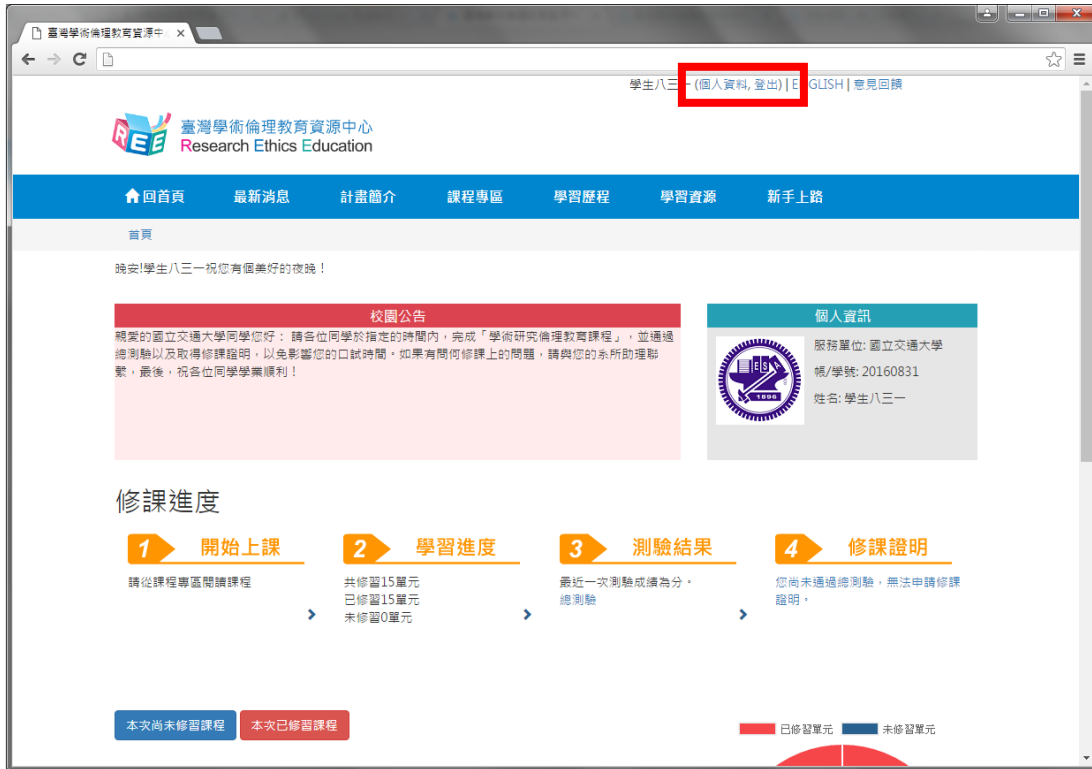 臺灣學術倫理教育資源中
學生八三一 (個人資料, 登出) | E GLISH | 意見回饋
REE
臺灣學術倫理教育資源中心
Research Ethics Education
回首頁 最新消息 計畫簡介 課程專區 學習歷程 學習資源 新手上路
首頁
晚安!學生八三一祝您有個美好的夜晚！
校園公告
親愛的國立交通大學同學您好： 請各位同學於指定的時間內，完成「學術研究倫理教育課程」，並通過
總測驗以及取得修課證明，以免影響您的口試時間。如果有問何修課上的問題，請與您的系所助理聯
繫，最後，祝各位同學學業順利！
個人資訊
ESA
1896
服務單位: 國立交通大學
帳/學號: 20160831
姓名: 學生八三一
修課進度
1 開始上課
請從課程專區閱讀課程
2 學習進度
共修習15單元
已修習15單元
未修習0單元
3 測驗結果
最近一次測驗成績為分。
總測驗
4 修課證明
您尚未通過總測驗，無法申請修課
證明。
本次尚未修習課程 本次已修習課程
已修習單元 未修習單元